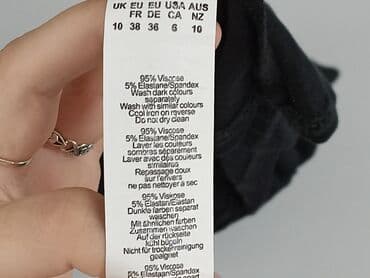 UK EU EU USA AUS
FR DE CA NZ
10 38 36 6 10
95% Viscose
5% Elastane/Spandex
Wash dark colours
separately
Wash with similar colours
Cool iron on reverse
Do not dry clean
95% Viscose
5% Elastane/Spandex
Laver les couleurs
sombres séparement
Laver avec des couleurs
similaires
Repassage doux
sur l'envers
ne pas nettoyer a sec
95% Viskose
5% Elastan/Elastan
Dunkle farben separat
waschen
Mit ähnlichen farben
Zusammen waschen
Auf der rückseite
kühl bügeln
Nicht für trockenreinigung
geeignet
95% Viscosa